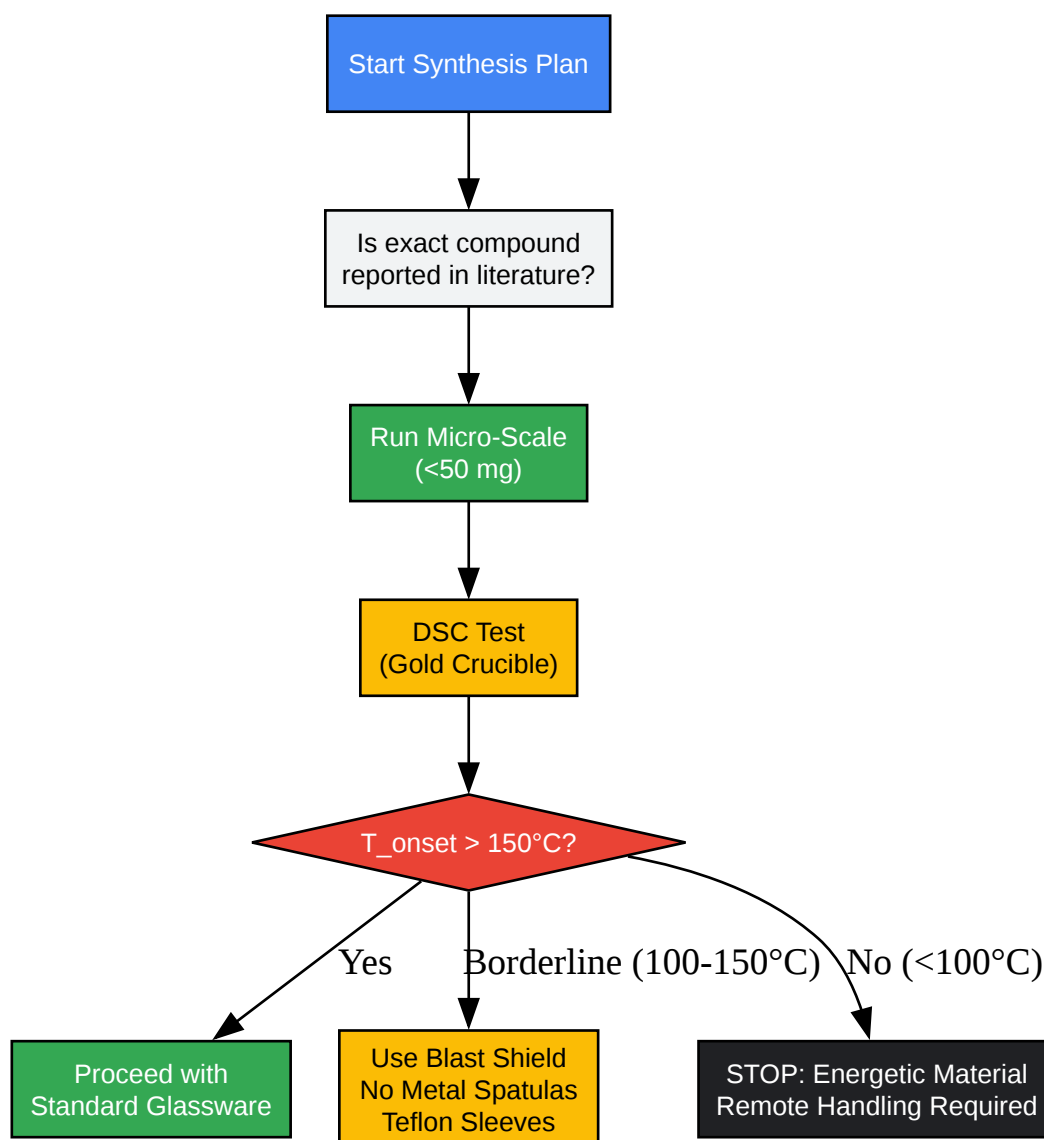 Start Synthesis Plan
Is exact compound
reported in literature?
Run Micro-Scale
(<50 mg)
DSC Test
(Gold Crucible)
T_onset > 150°C?
Yes
Borderline (100-150°C)
No (<100°C)
Proceed with
Standard Glassware
Use Blast Shield
No Metal Spatulas
Teflon Sleeves
STOP: Energetic Material
Remote Handling Required